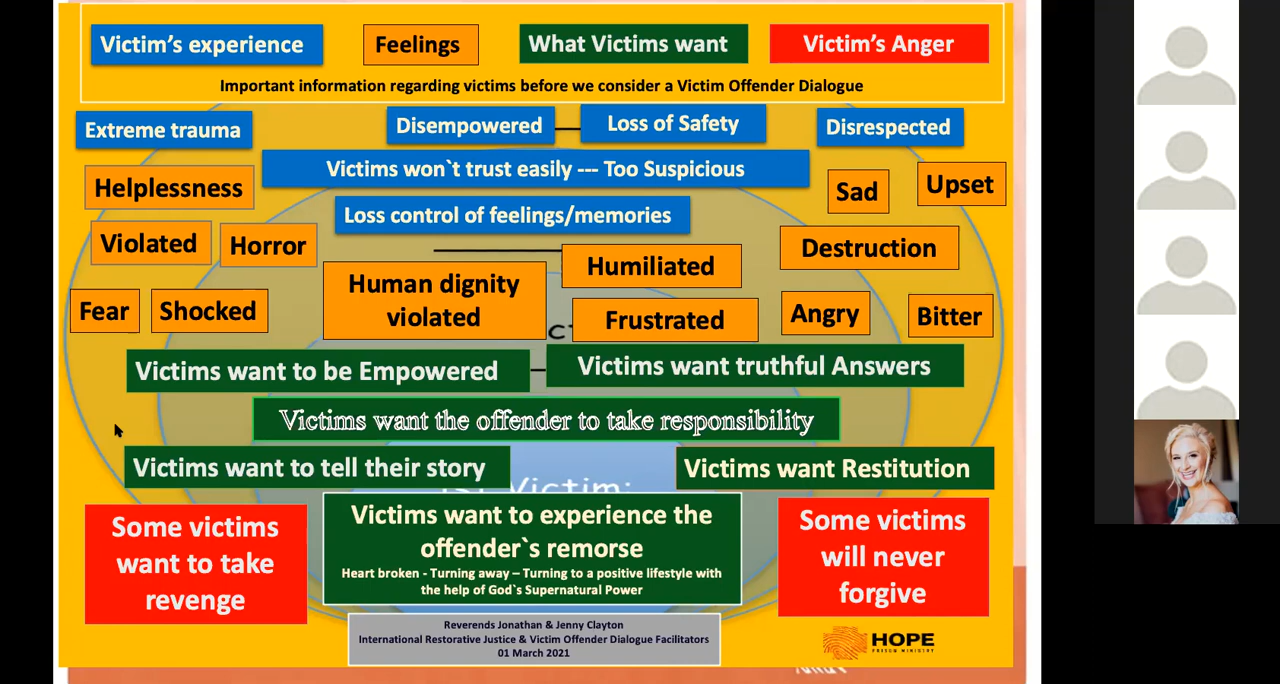 Victim's experience
Feelings
What Victims want
Victim's Anger
Important information regarding victims before we consider a Victim Offender Dialogue
Extreme trauma
Disempowered
Loss of Safety
Disrespected
Victims won`t trust easily --- Too Suspicious
Helplessness
Sad
Upset
Loss control of feelings/memories
Violated
Horror
Humiliated
Destruction
Human dignity
violated
Fear
Shocked
Frustrated
Angry
Bitter
Victims want to be Empowered
Victims want truthful Answers
Victims want the offender to take responsibility
Victims want to tell their story
Victims want Restitution
Victim:
Some victims
want to take
revenge
Victims want to experience the
offender`s remorse
Heart broken - Turning away – Turning to a positive lifestyle with
the help of God`s Supernatural Power
Some victims
will never
forgive
Reverends Jonathan & Jenny Clayton
International Restorative Justice & Victim Offender Dialogue Facilitators
01 March 2021
HOPE
PRISON MINISTRY